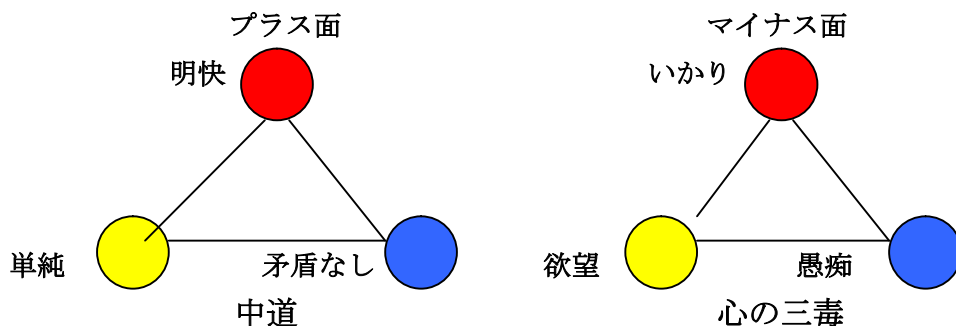 プラス面
明快
単純
矛盾なし
中道
マイナス面
いかり
欲望
愚痴
心の三毒